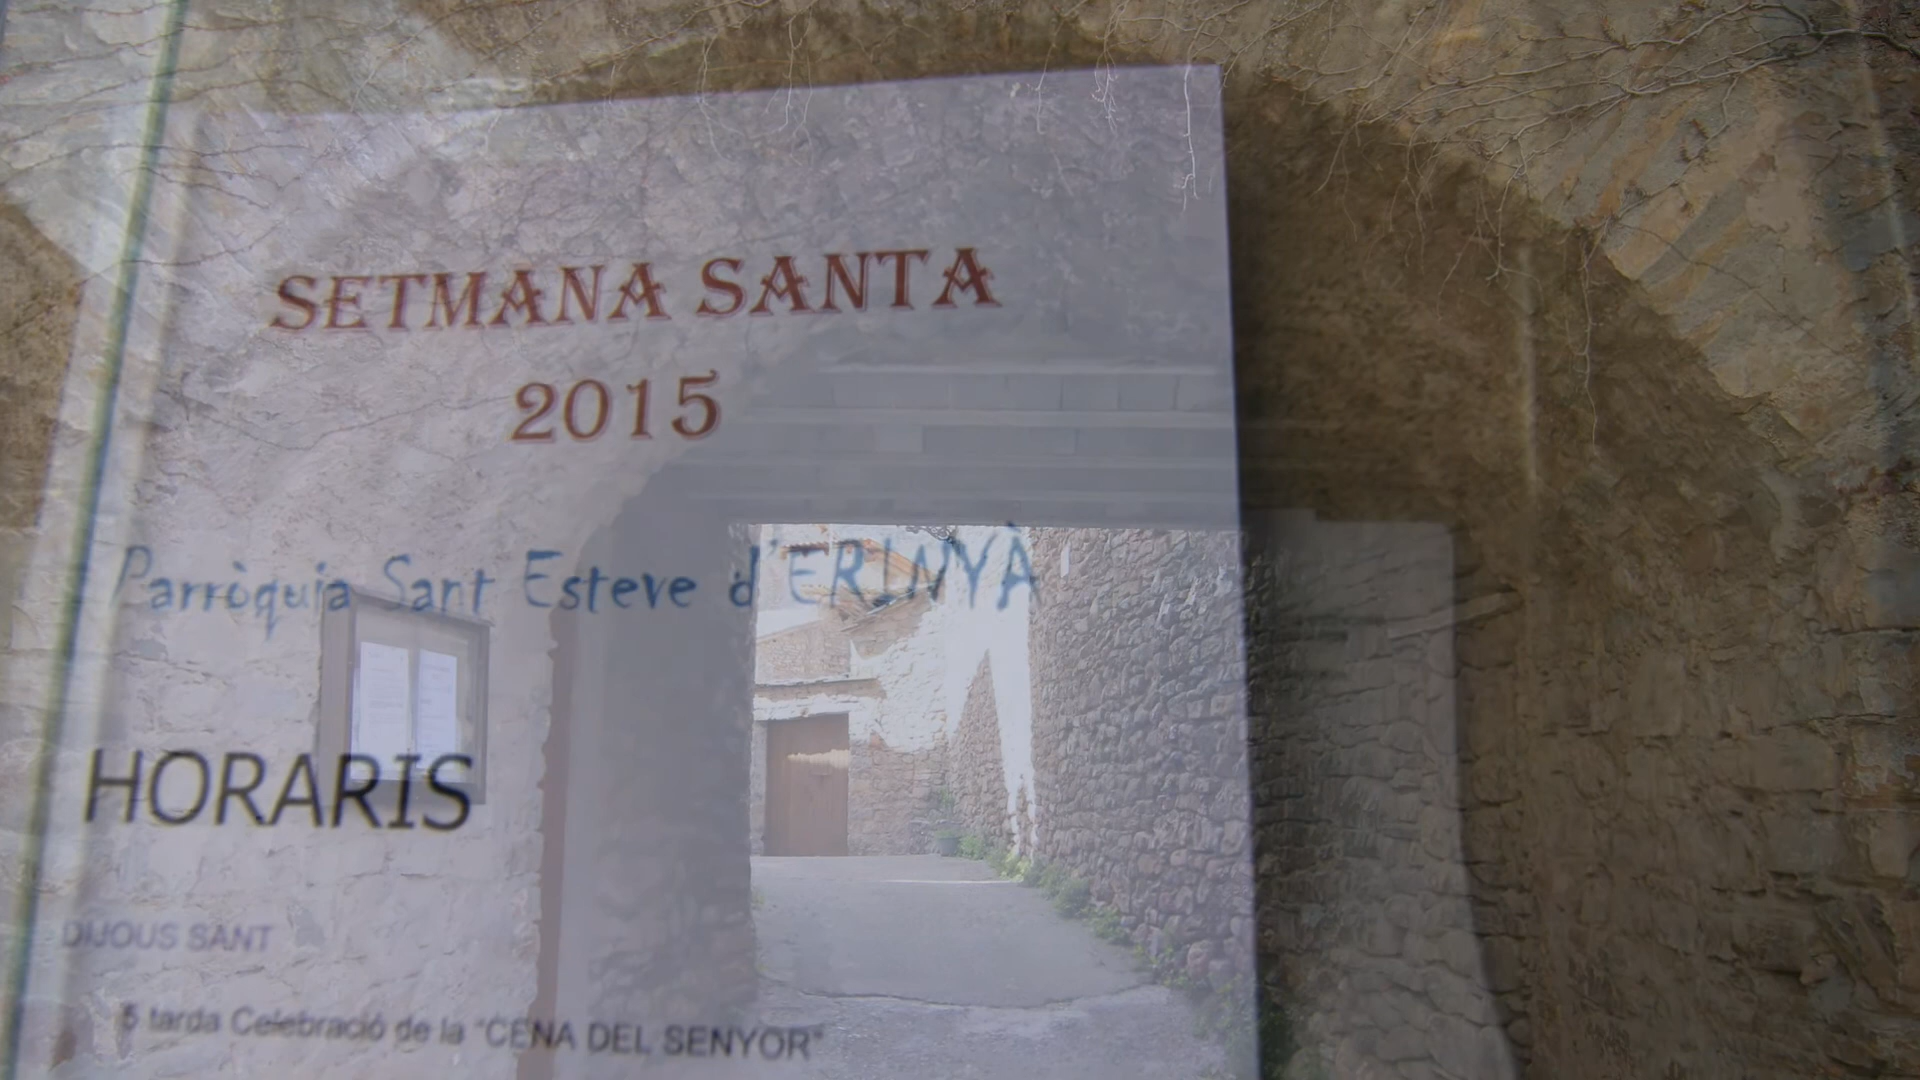 SETMANA SANTA
2015
Parròquia Sant Esteve d'ERINYÀ
HORARIS
DIJOUS SANT
5 tarda Celebració de la "CENA DEL SENYOR"